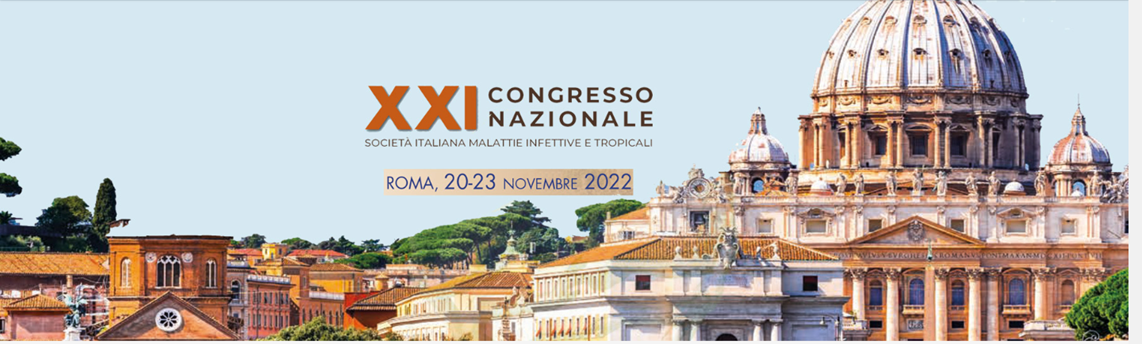 XXI CONGRESSO
NAZIONALE
SOCIETÀ ITALIANA MALATTIE INFETTIVE E TROPICALI
ROMA, 20-23 NOVEMBRE 2022